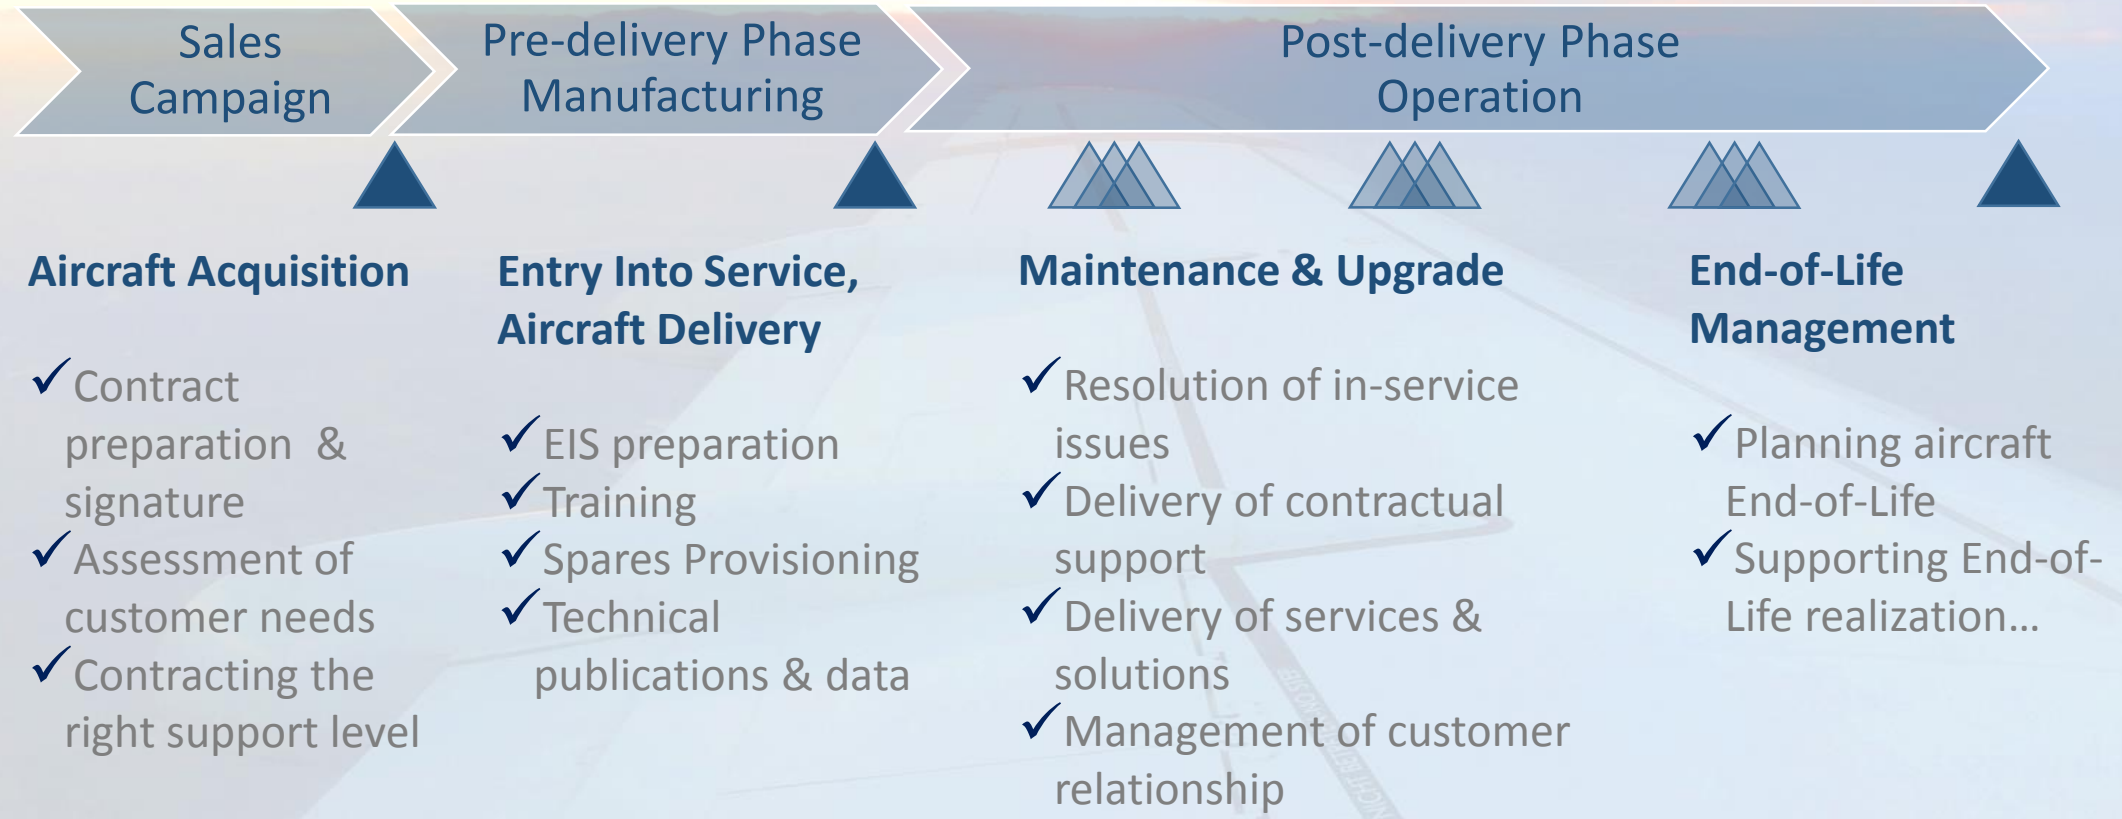 Sales
Campaign
Pre-delivery Phase
Manufacturing
Post-delivery Phase
Operation
Aircraft Acquisition
✓Contract
preparation &
signature
✓Assessment of
customer needs
✓Contracting the
right support level
Entry Into Service,
Aircraft Delivery
✓EIS preparation
✓Training
✓Spares Provisioning
✓Technical
publications & data
Maintenance & Upgrade
✓Resolution of in-service
issues
✓Delivery of contractual
support
✓Delivery of services &
solutions
✓Management of customer
relationship
End-of-Life
Management
✓Planning aircraft
End-of-Life
✓Supporting End-of-
Life realization…